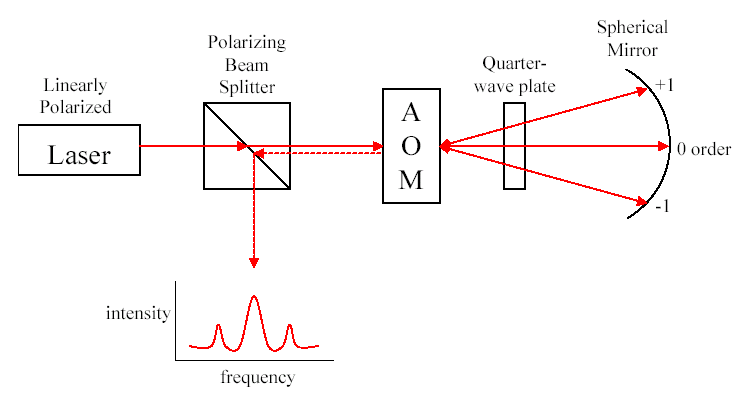 Linearly
Polarized
Laser
Polarizing
Beam
Splitter
A
O
M
Quarter-
wave plate
Spherical
Mirror
+1
0 order
-1
intensity
frequency